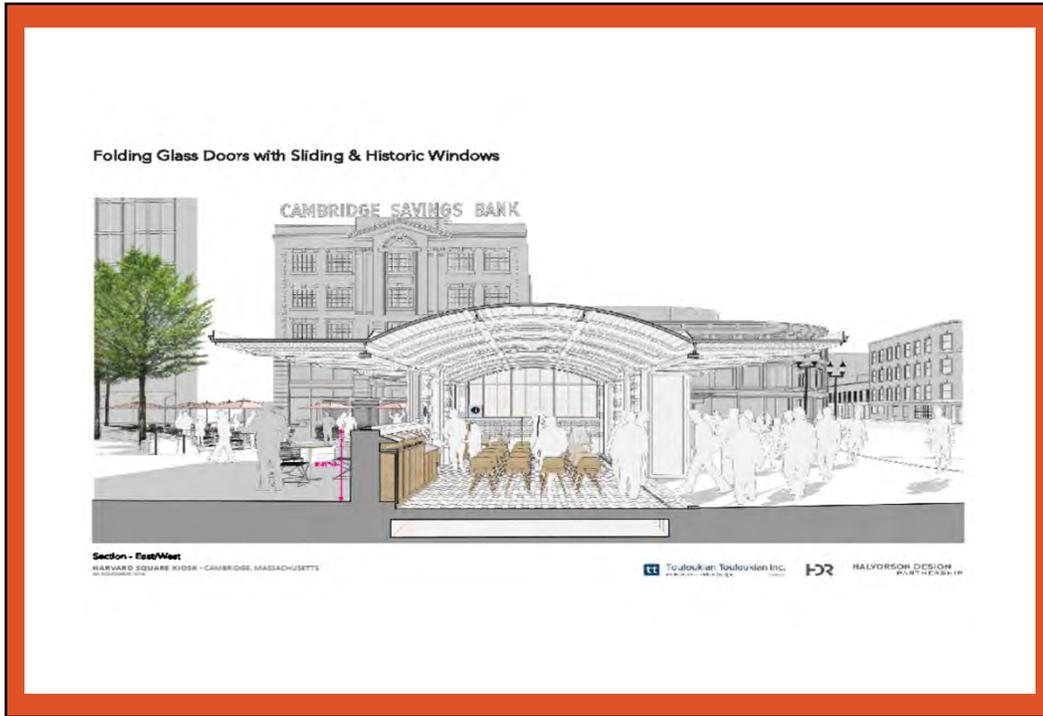 Folding Glass Doors with Sliding & Historic Windows
CAMBRIDGE SAVINGS BANK
Section - East/West
HARVARD SQUARE KIOSK - CAMBRIDGE, MASSACHUSETTS
tt Touloukian Touloukian Inc.
HDR
HALVORSON DESIGN
PARTNERSHIP